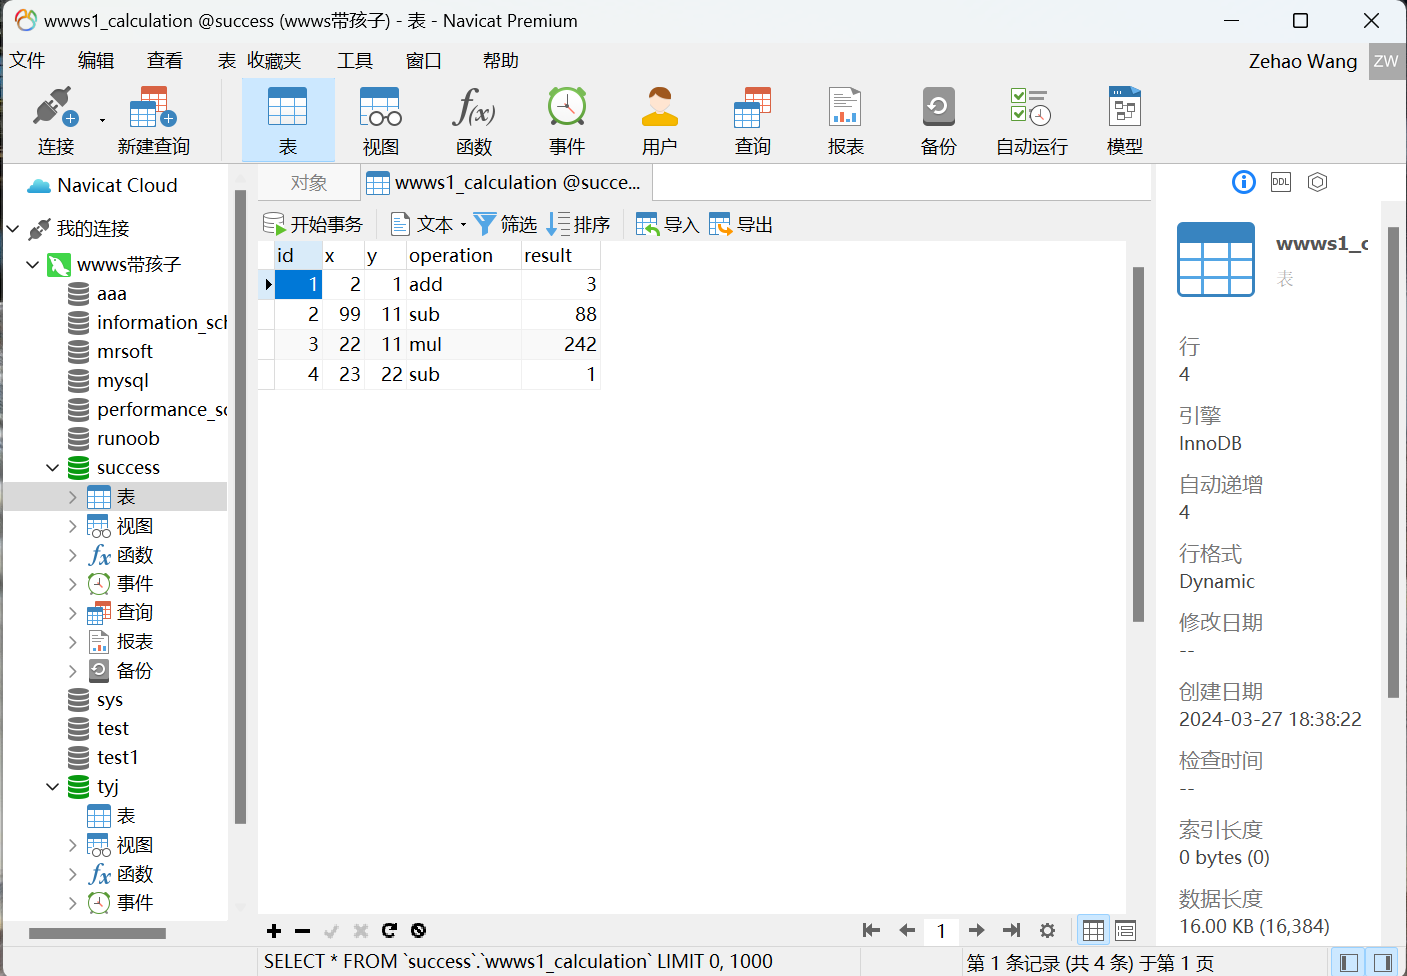 wwws1_calculation @success (wwws带孩子) - 表 - Navicat Premium
文件 编辑 查看 表 收藏夹 工具 窗口 帮助 Zehao Wang ZW
连接 新建查询 表 视图 函数 事件 用户 查询 报表 备份 自动运行 模型
Navicat Cloud
我的连接
wwws带孩子
aaa
information_sch
mrsoft
mysql
performance_sc
runoob
success
表
视图
函数
事件
查询
报表
备份
sys
test
test1
tyj
表
视图
函数
事件
对象 wwws1_calculation @succe...
开始事务 文本 筛选 排序 导入 导出
id x y operation result
1 2 1 add 3
2 99 11 sub 88
3 22 11 mul 242
4 23 22 sub 1
1
SELECT * FROM `success`.`wwws1_calculation` LIMIT 0, 1000
第 1 条记录 (共 4 条) 于第 1 页
DDL
wwws1_c
表
行
4
引擎
InnoDB
自动递增
4
行格式
Dynamic
修改日期
--
创建日期
2024-03-27 18:38:22
检查时间
--
索引长度
0 bytes (0)
数据长度
16.00 KB (16,384)